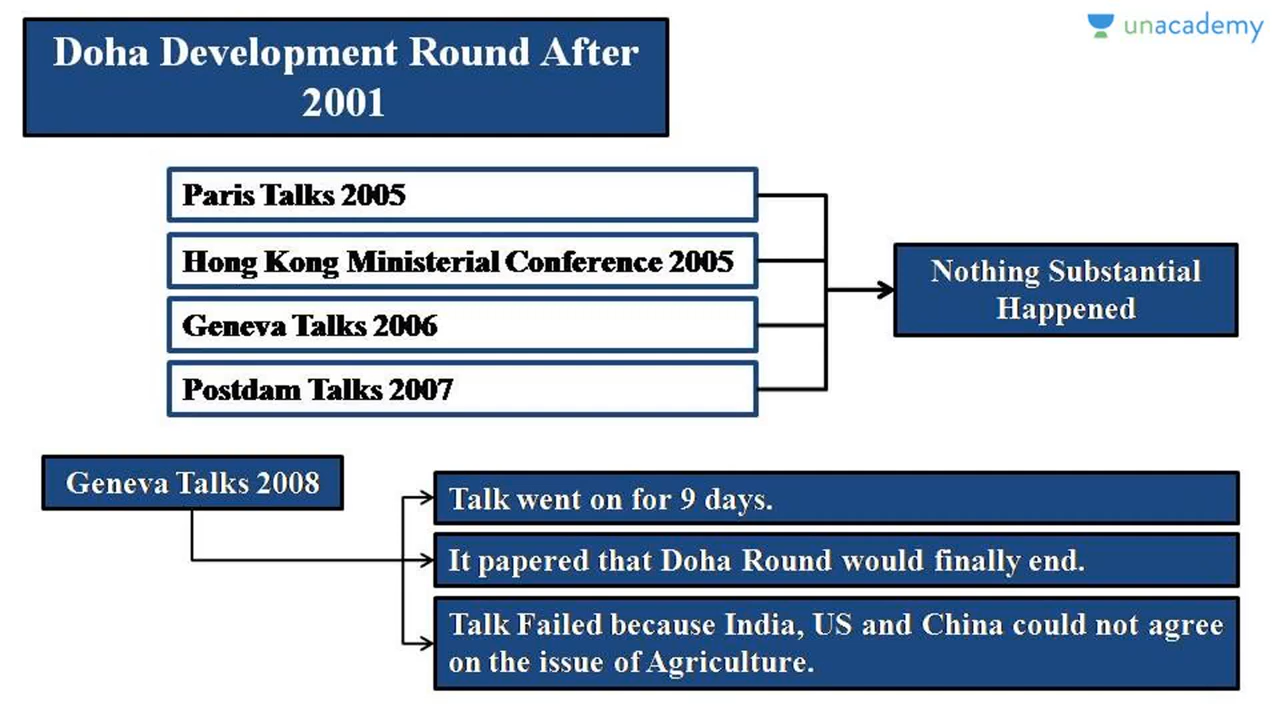 unacademy
Doha Development Round After
2001
Paris Talks 2005
Hong Kong Ministerial Conference 2005
Geneva Talks 2006
Postdam Talks 2007
Nothing Substantial
Happened
Geneva Talks 2008
Talk went on for 9 days.
It papered that Doha Round would finally end.
Talk Failed because India, US and China could not agree
on the issue of Agriculture.